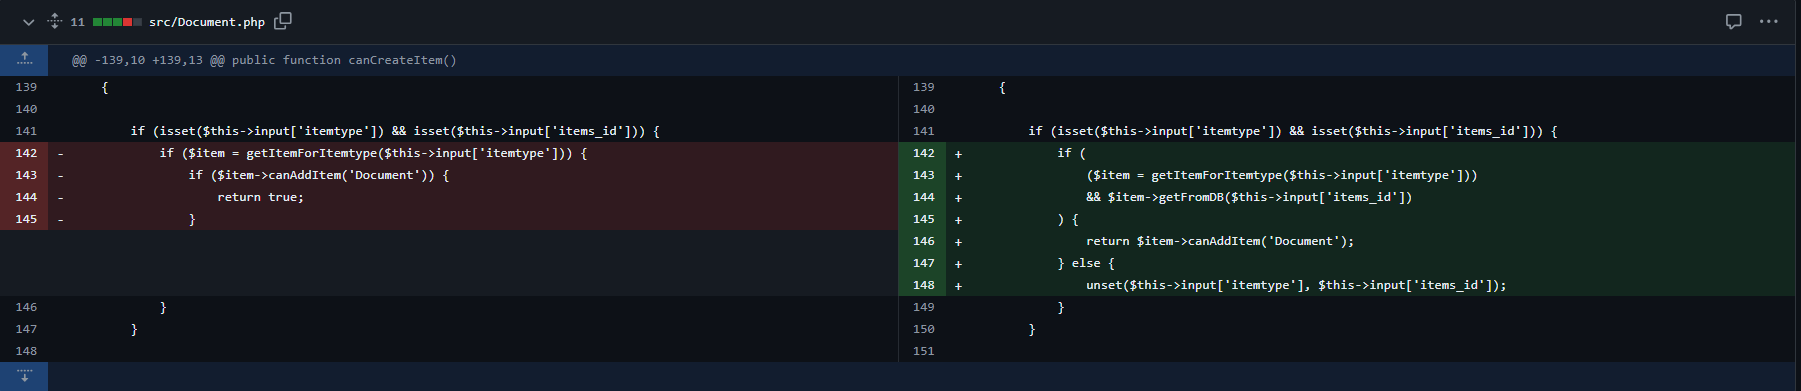 11 src/Document.php
@@ -139,10 +139,13 @@ public function canCreateItem()
139 {
140
141 if (isset($this->input['itemtype']) && isset($this->input['items_id'])) {
142 - if ($item = getItemForItemtype($this->input['itemtype'])) {
143 - if ($item->canAddItem('Document')) {
144 - return true;
145 - }
146 }
147 }
148
139 {
140
141 if (isset($this->input['itemtype']) && isset($this->input['items_id'])) {
142 + if (
143 + ($item = getItemForItemtype($this->input['itemtype']))
144 + && $item->getFromDB($this->input['items_id'])
145 + ) {
146 + return $item->canAddItem('Document');
147 + } else {
148 + unset($this->input['itemtype'], $this->input['items_id']);
149 }
150 }
151